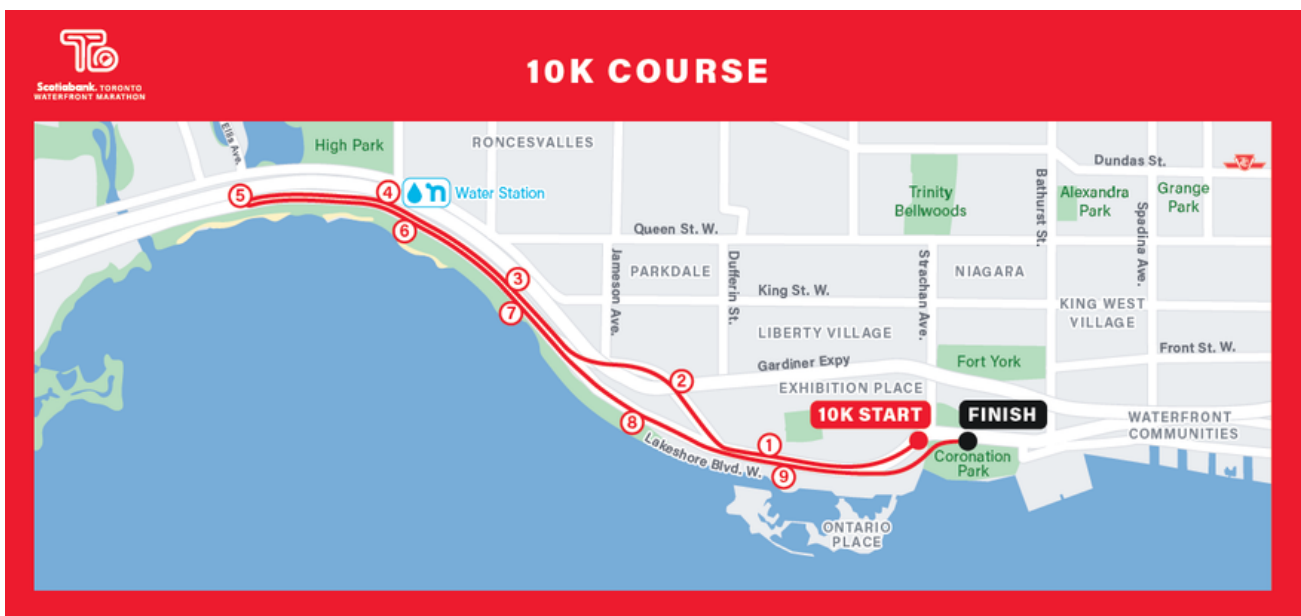 TO
Scotiabank. TORONTO
WATERFRONT MARATHON
10K COURSE
Ellis Ave.
High Park
RONCESVALLES
Dundas St.
5
4
Water Station
Trinity
Bellwoods
Bathurst St.
Alexandra
Park
Spadina Ave.
Grange
Park
6
Queen St. W.
3
Jameson Ave.
PARKDALE
Dufferin St.
Strachan Ave.
NIAGARA
7
King St. W.
KING WEST
VILLAGE
LIBERTY VILLAGE
Front St. W.
Gardiner Expy
Fort York
2
EXHIBITION PLACE
10K START
FINISH
8
WATERFRONT
COMMUNITIES
Lakeshore Blvd. W.
1
Coronation
Park
9
ONTARIO
PLACE